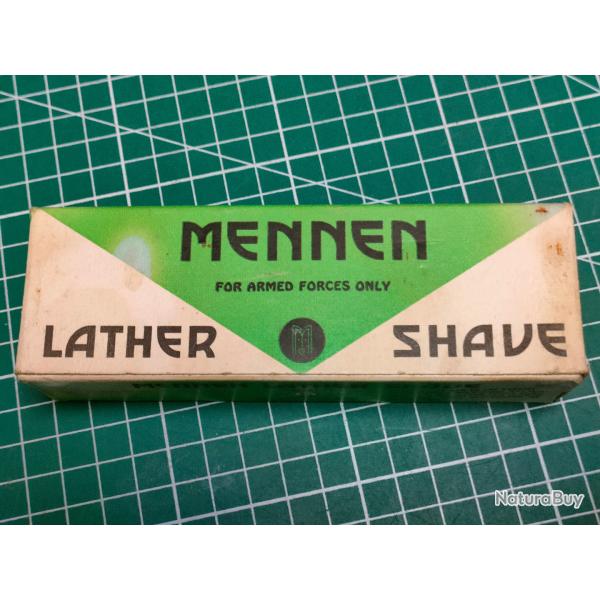 MENNEN
FOR ARMED FORCES ONLY
LATHER
M
SHAVE
NaturaBuy